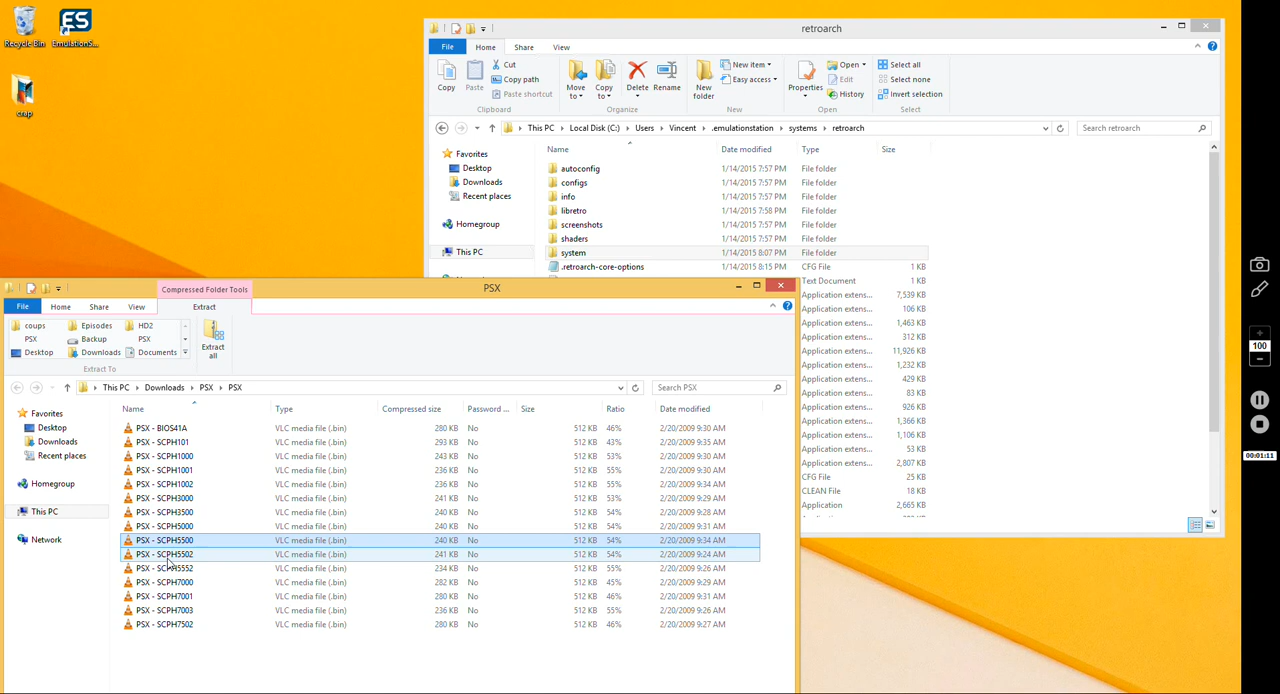 Recycle Bin
EmulationS...
ES
crap
retroarch
File Home Share View
Copy
Paste
Cut
Copy path
Paste shortcut
Clipboard
Move to
Copy to
Delete
Rename
Organize
New folder
New item
Easy access
New
Properties
Open
Edit
History
Open
Select all
Select none
Invert selection
Select
This PC Local Disk (C:) Users Vincent .emulationstation systems retroarch
Search retroarch
Favorites
Desktop
Downloads
Recent places
Homegroup
This PC
Name Date modified Type Size
autoconfig 1/14/2015 7:57 PM File folder
configs 1/14/2015 7:57 PM File folder
info 1/14/2015 7:57 PM File folder
libretro 1/14/2015 7:58 PM File folder
screenshots 1/14/2015 7:57 PM File folder
shaders 1/14/2015 7:57 PM File folder
system 1/14/2015 8:07 PM File folder
.retroarch-core-options 1/14/2015 8:15 PM CFG File 1 KB
Text Document 1 KB
Application extens... 7,539 KB
Application extens... 106 KB
Application extens... 1,463 KB
Application extens... 312 KB
Application extens... 11,926 KB
Application extens... 1,232 KB
Application extens... 429 KB
Application extens... 83 KB
Application extens... 926 KB
Application extens... 1,366 KB
Application extens... 1,106 KB
Application extens... 53 KB
Application extens... 2,807 KB
CFG File 25 KB
CLEAN File 18 KB
Application 2,665 KB
Compressed Folder Tools
PSX
File Home Share View Extract
coups Episodes HD2
PSX Backup PSX
Desktop Downloads Documents
Extract To
Extract all
This PC Downloads PSX PSX
Search PSX
Favorites
Desktop
Downloads
Recent places
Homegroup
This PC
Network
Name Type Compressed size Password ... Size Ratio Date modified
PSX - BIOS41A VLC media file (.bin) 280 KB No 512 KB 46% 2/20/2009 9:30 AM
PSX - SCPH101 VLC media file (.bin) 293 KB No 512 KB 43% 2/20/2009 9:35 AM
PSX - SCPH1000 VLC media file (.bin) 243 KB No 512 KB 53% 2/20/2009 9:30 AM
PSX - SCPH1001 VLC media file (.bin) 236 KB No 512 KB 55% 2/20/2009 9:30 AM
PSX - SCPH1002 VLC media file (.bin) 236 KB No 512 KB 55% 2/20/2009 9:34 AM
PSX - SCPH3000 VLC media file (.bin) 241 KB No 512 KB 53% 2/20/2009 9:29 AM
PSX - SCPH3500 VLC media file (.bin) 240 KB No 512 KB 54% 2/20/2009 9:28 AM
PSX - SCPH5000 VLC media file (.bin) 240 KB No 512 KB 54% 2/20/2009 9:31 AM
PSX - SCPH5500 VLC media file (.bin) 240 KB No 512 KB 54% 2/20/2009 9:34 AM
PSX - SCPH5502 VLC media file (.bin) 241 KB No 512 KB 54% 2/20/2009 9:24 AM
PSX - SCPH5552 VLC media file (.bin) 234 KB No 512 KB 55% 2/20/2009 9:26 AM
PSX - SCPH7000 VLC media file (.bin) 282 KB No 512 KB 45% 2/20/2009 9:29 AM
PSX - SCPH7001 VLC media file (.bin) 280 KB No 512 KB 46% 2/20/2009 9:31 AM
PSX - SCPH7003 VLC media file (.bin) 236 KB No 512 KB 55% 2/20/2009 9:26 AM
PSX - SCPH7502 VLC media file (.bin) 280 KB No 512 KB 46% 2/20/2009 9:27 AM
100
00:01:11